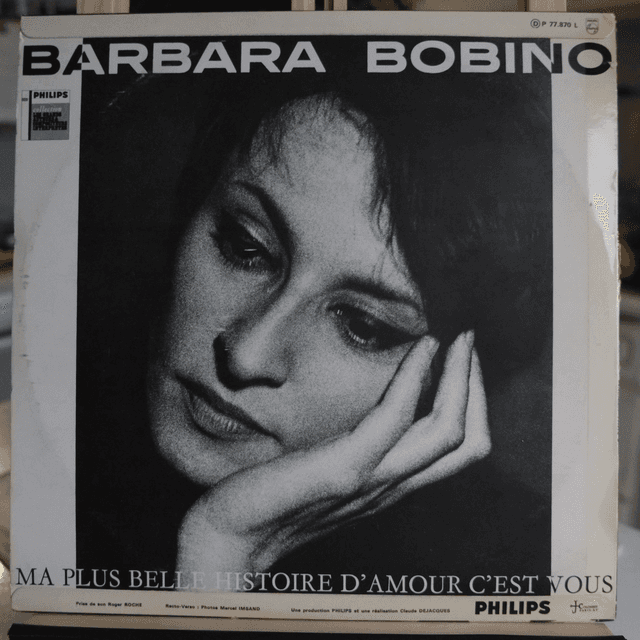 Ⓓ P 77.870 L
BARBARA BOBINO
PHILIPS
MA PLUS BELLE HISTOIRE D'AMOUR C'EST VOUS
Prise de son Roger ROCHE
Recto-Verso : Photos Marcel IMSAND
Une production PHILIPS et une réalisation Claude DEJACQUES
PHILIPS